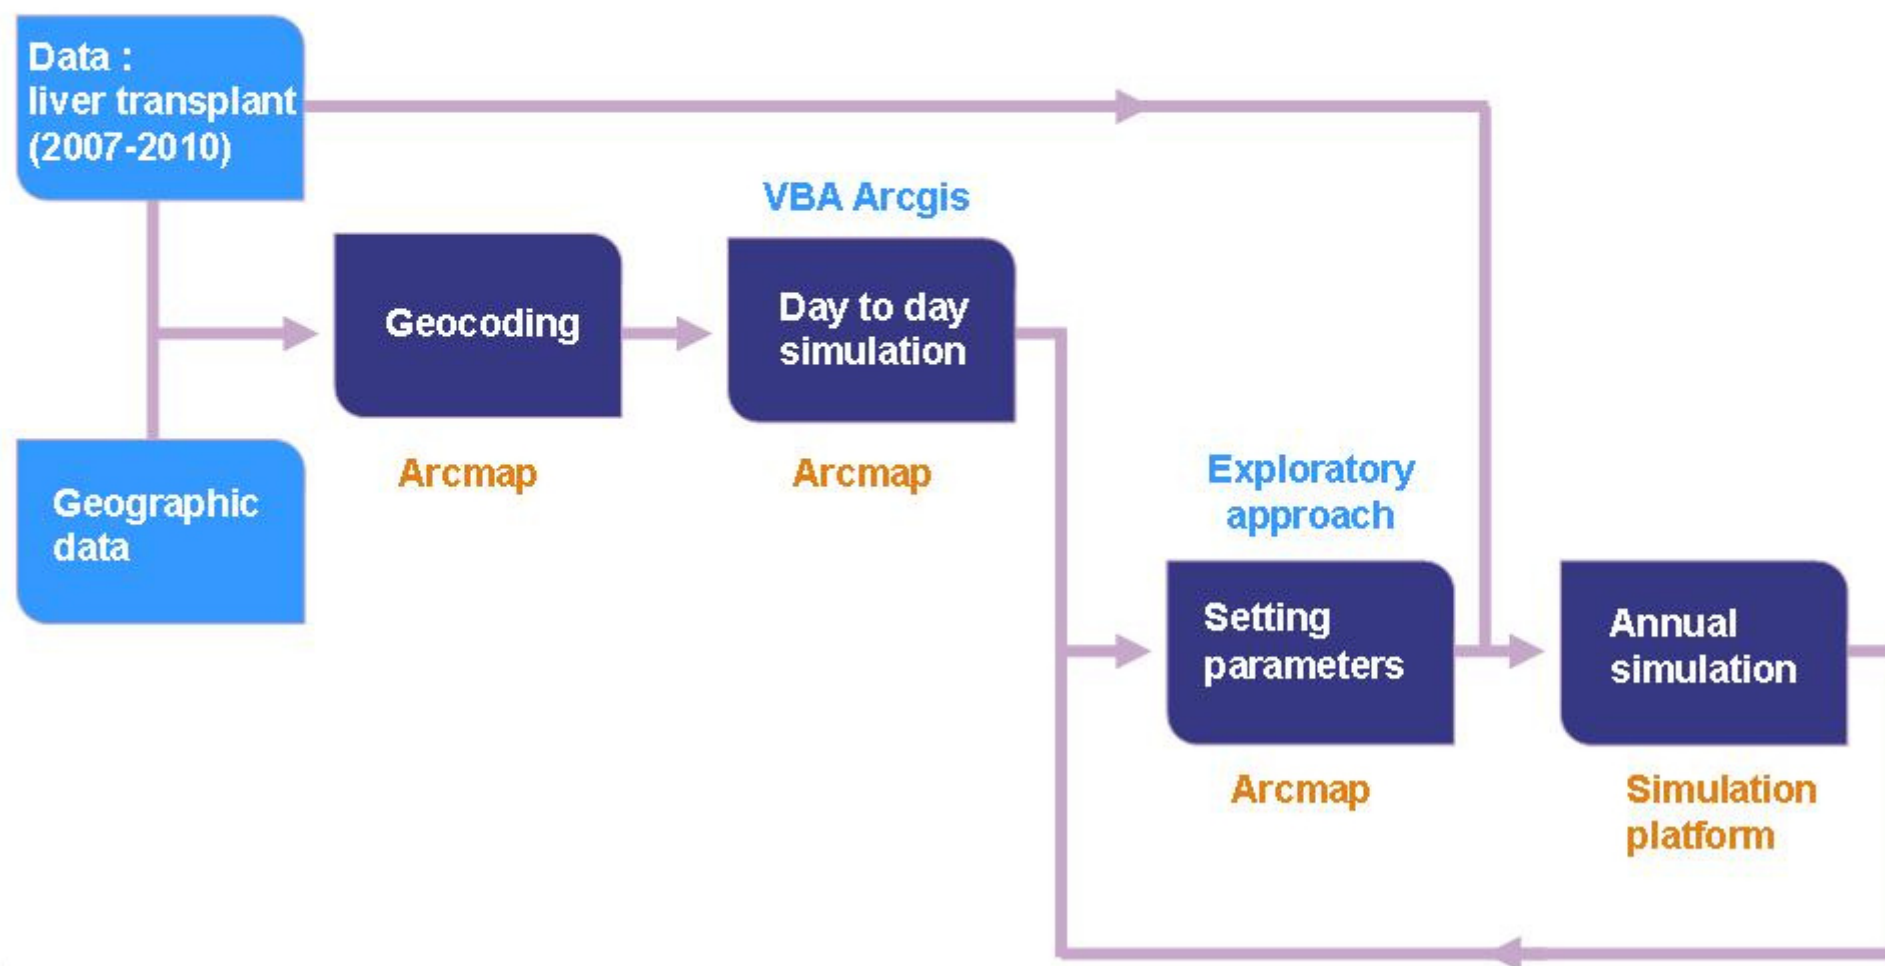 Data :
liver transplant
(2007-2010)
VBA Arcgis
Geocoding
Day to day
simulation
Arcmap
Arcmap
Geographic
data
Exploratory
approach
Setting
parameters
Annual
simulation
Arcmap
Simulation
platform